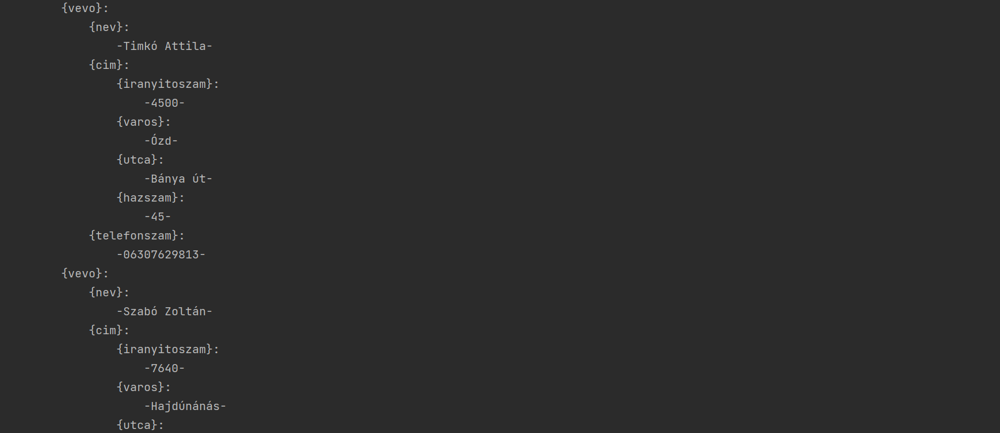 {vevo}:
{nev}:
-Timkó Attila-
{cim}:
{iranyitoszam}:
-4500-
{varos}:
-Ózd-
{utca}:
-Bánya út-
{hazszam}:
-45-
{telefonszam}:
-06307629813-
{vevo}:
{nev}:
-Szabó Zoltán-
{cim}:
{iranyitoszam}:
-7640-
{varos}:
-Hajdúnánás-
{utca}: